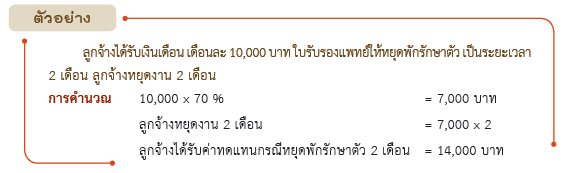 ตัวอย่าง
ลูกจ้างได้รับเงินเดือน เดือนละ 10,000 บาท ใบรับรองแพทย์ให้หยุดพักรักษาตัว เป็นระยะเวลา
2 เดือน ลูกจ้างหยุดงาน 2 เดือน
การคำนวณ 10,000 x 70 % = 7,000 บาท
ลูกจ้างหยุดงาน 2 เดือน = 7,000 x 2
ลูกจ้างได้รับค่าทดแทนกรณีหยุดพักรักษาตัว 2 เดือน = 14,000 บาท